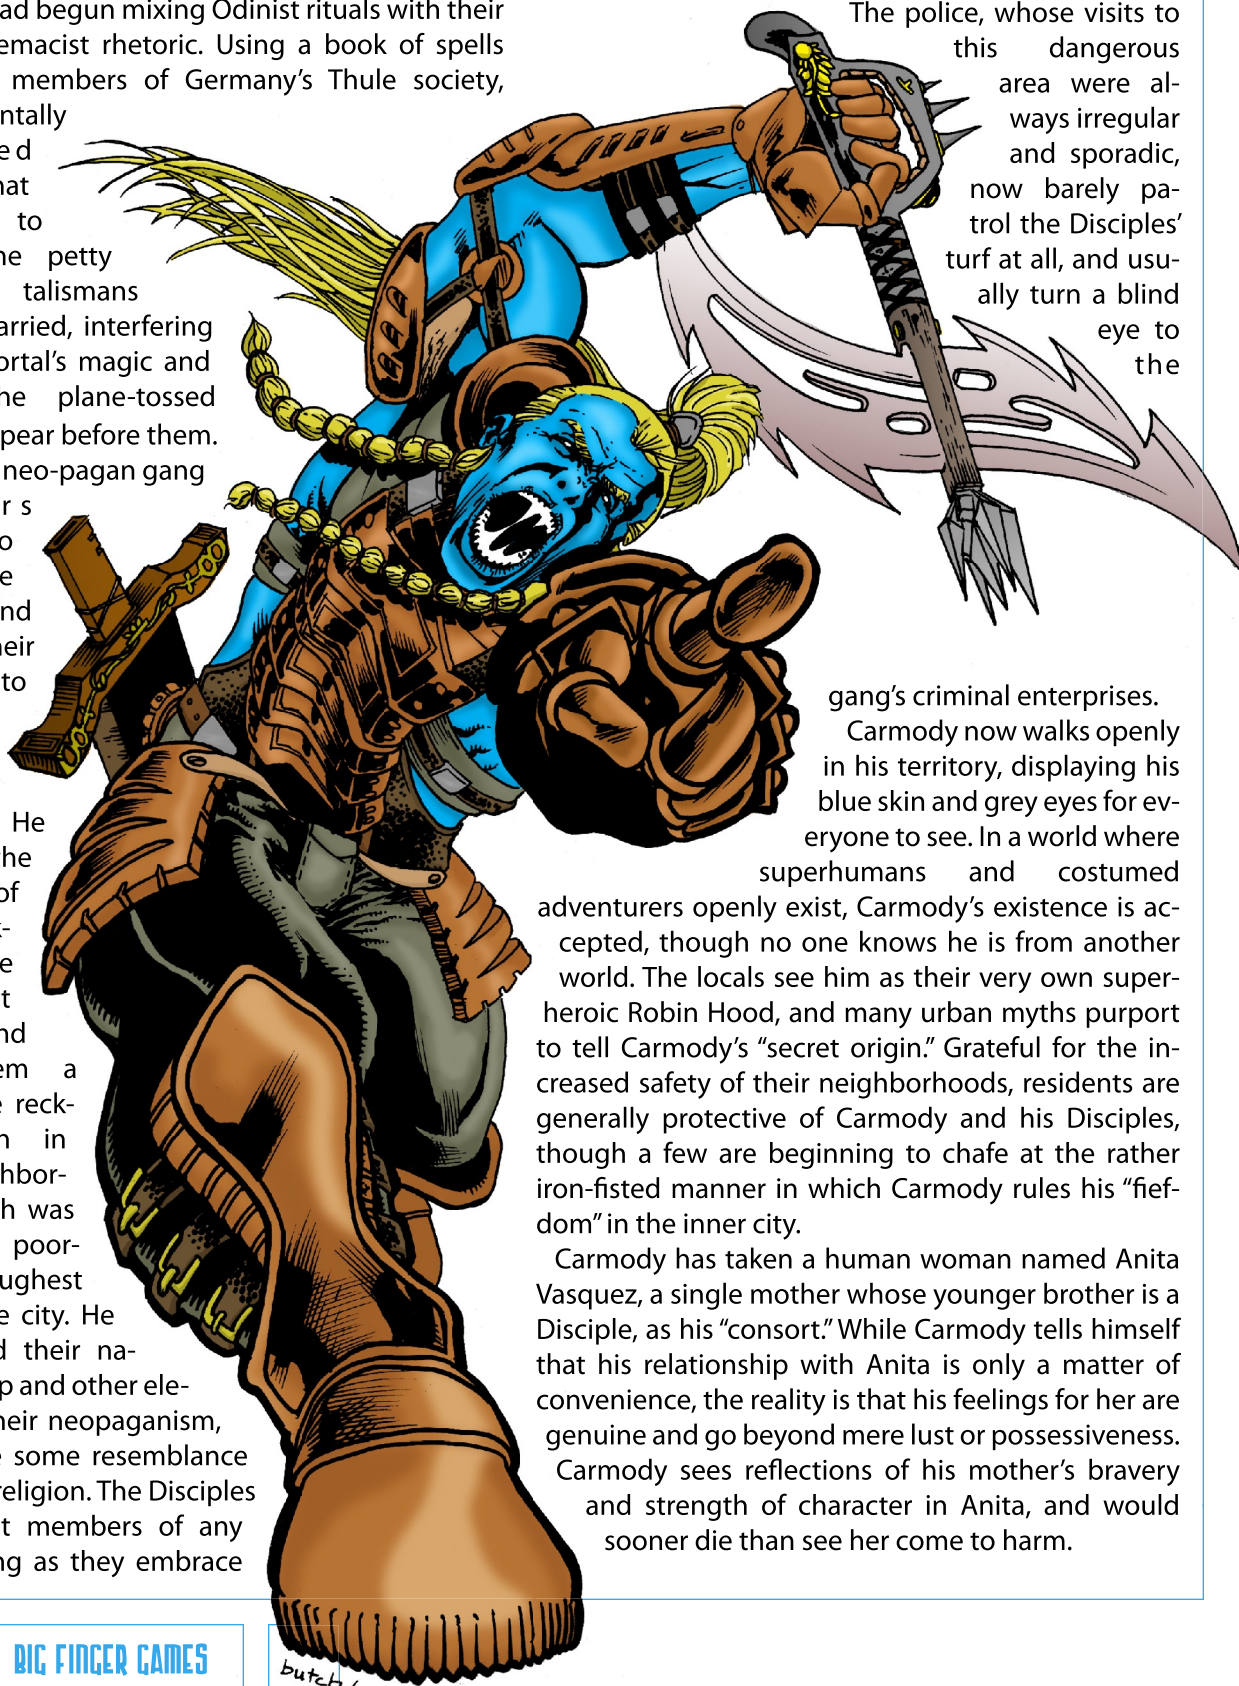 ad begun mixing Odinist rituals with their
emacist rhetoric. Using a book of spells
members of Germany's Thule society,
ntally
ed
hat
to
he petty
talismans
arried, interfering
ortal's magic and
he plane-tossed
pear before them.
neo-pagan gang
r s
o
e
nd
heir
to
He
he
of
k-
e
t
nd
em a
e reck-
n in
hbor-
h was
poor-
ughest
e city. He
d their na-
p and other ele-
heir neopaganism,
e some resemblance
religion. The Disciples
t members of any
ng as they embrace
The police, whose visits to
this dangerous
area were al-
ways irregular
and sporadic,
now barely pa-
trol the Disciples'
turf at all, and usu-
ally turn a blind
eye to
the
gang's criminal enterprises.
Carmody now walks openly
in his territory, displaying his
blue skin and grey eyes for ev-
eryone to see. In a world where
superhumans and costumed
adventurers openly exist, Carmody's existence is ac-
cepted, though no one knows he is from another
world. The locals see him as their very own super-
heroic Robin Hood, and many urban myths purport
to tell Carmody's “secret origin.” Grateful for the in-
creased safety of their neighborhoods, residents are
generally protective of Carmody and his Disciples,
though a few are beginning to chafe at the rather
iron-fisted manner in which Carmody rules his “fief-
dom” in the inner city.
Carmody has taken a human woman named Anita
Vasquez, a single mother whose younger brother is a
Disciple, as his “consort.” While Carmody tells himself
that his relationship with Anita is only a matter of
convenience, the reality is that his feelings for her are
genuine and go beyond mere lust or possessiveness.
Carmody sees reflections of his mother's bravery
and strength of character in Anita, and would
sooner die than see her come to harm.
BIG FINGER GAMES
butch